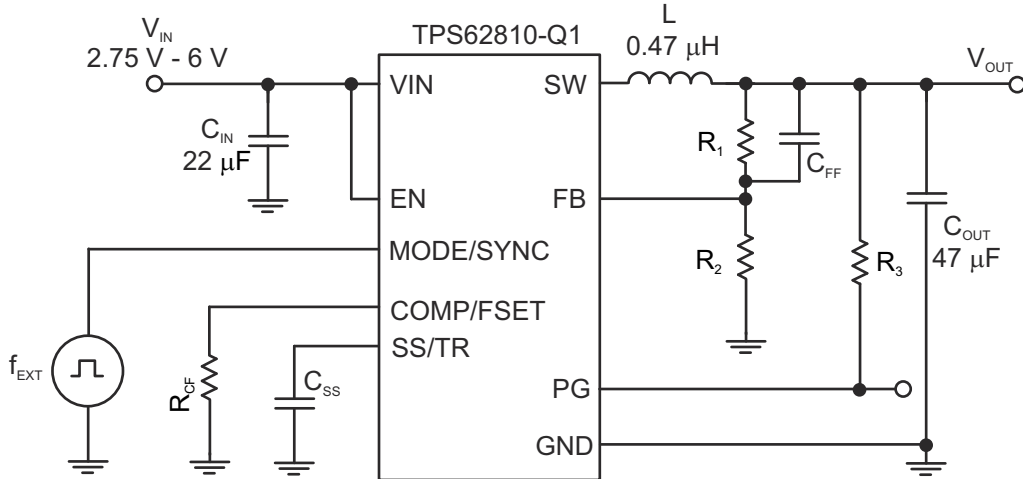 TPS62810-Q1
V_IN
2.75 V - 6 V
L
0.47 µH
V_OUT
VIN
SW
C_IN
22 µF
R_1
C_FF
EN
FB
MODE/SYNC
R_2
C_OUT
47 µF
R_3
COMP/FSET
SS/TR
f_EXT
R_CF
C_SS
PG
GND